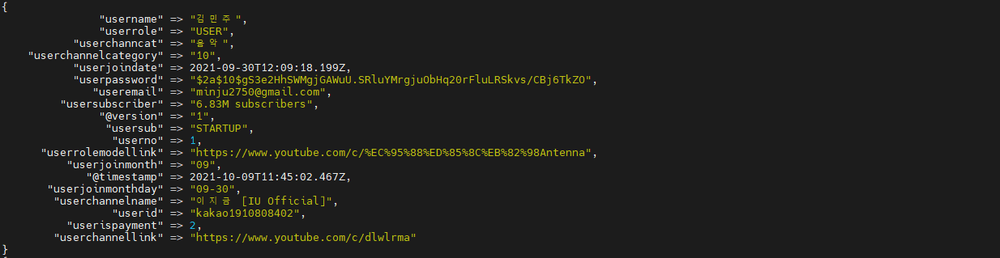 {
"username" => "김민주",
"userrole" => "USER",
"userchanncat" => "음악",
"userchannelcategory" => "10",
"userjoindate" => 2021-09-30T12:09:18.199Z,
"userpassword" => "$2a$10$gS3e2HhSWMgjGAWuU.SRluYMrgjuObHq20rFluLRSkvs/CBj6TkZO",
"useremail" => "minju2750@gmail.com",
"usersubscriber" => "6.83M subscribers",
"@version" => "1",
"usersub" => "STARTUP",
"userno" => 1,
"userrolemodellink" => "https://www.youtube.com/c/%EC%95%88%ED%85%8C%EB%82%98Antenna",
"userjoinmonth" => "09",
"@timestamp" => 2021-10-09T11:45:02.467Z,
"userjoinmonthday" => "09-30",
"userchannelname" => "이지금 [IU Official]",
"userid" => "kakao1910808402",
"userispayment" => 2,
"userchannellink" => "https://www.youtube.com/c/dlwlrma"
}